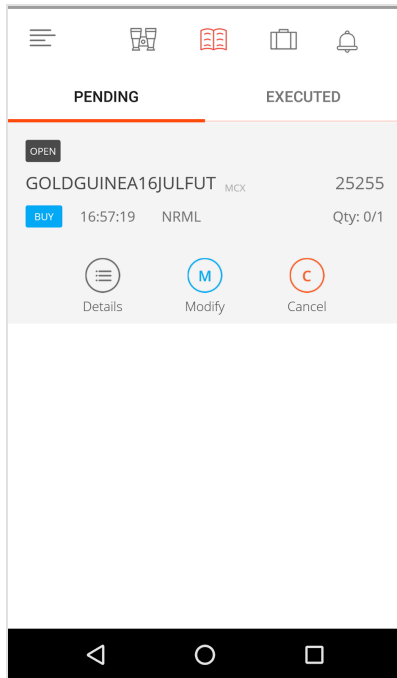 PENDING EXECUTED
OPEN
GOLDGUINEA16JULFUT MCX 25255
BUY 16:57:19 NRML Qty: 0/1
M C
Details Modify Cancel